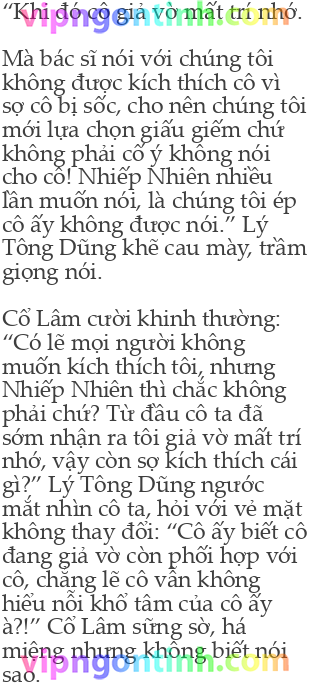 vipngontinh.com
“Khi đó cô giả vờ mất trí nhớ.
Mà bác sĩ nói với chúng tôi
không được kích thích cô vì
sợ cô bị sốc, cho nên chúng tôi
mới lựa chọn giấu giếm chứ
không phải cố ý không nói
cho cô! Nhiếp Nhiên nhiều
lần muốn nói, là chúng tôi ép
cô ấy không được nói.” Lý
Tông Dũng khẽ cau mày, trầm
giọng nói.
Cổ Lâm cười khinh thường:
“Có lẽ mọi người không
muốn kích thích tôi, nhưng
Nhiếp Nhiên thì chắc không
phải chứ? Từ đầu cô ta đã
sớm nhận ra tôi giả vờ mất trí
nhớ, vậy còn sợ kích thích cái
gì?” Lý Tông Dũng ngước
mắt nhìn cô ta, hỏi với vẻ mặt
không thay đổi: “Cô ấy biết cô
đang giả vờ còn phối hợp với
cô, chẳng lẽ cô vẫn không
hiểu nỗi khổ tâm của cô ấy
à?!” Cổ Lâm sững sờ, há
miệng nhưng không biết nói
sao.
vipngontinh.com